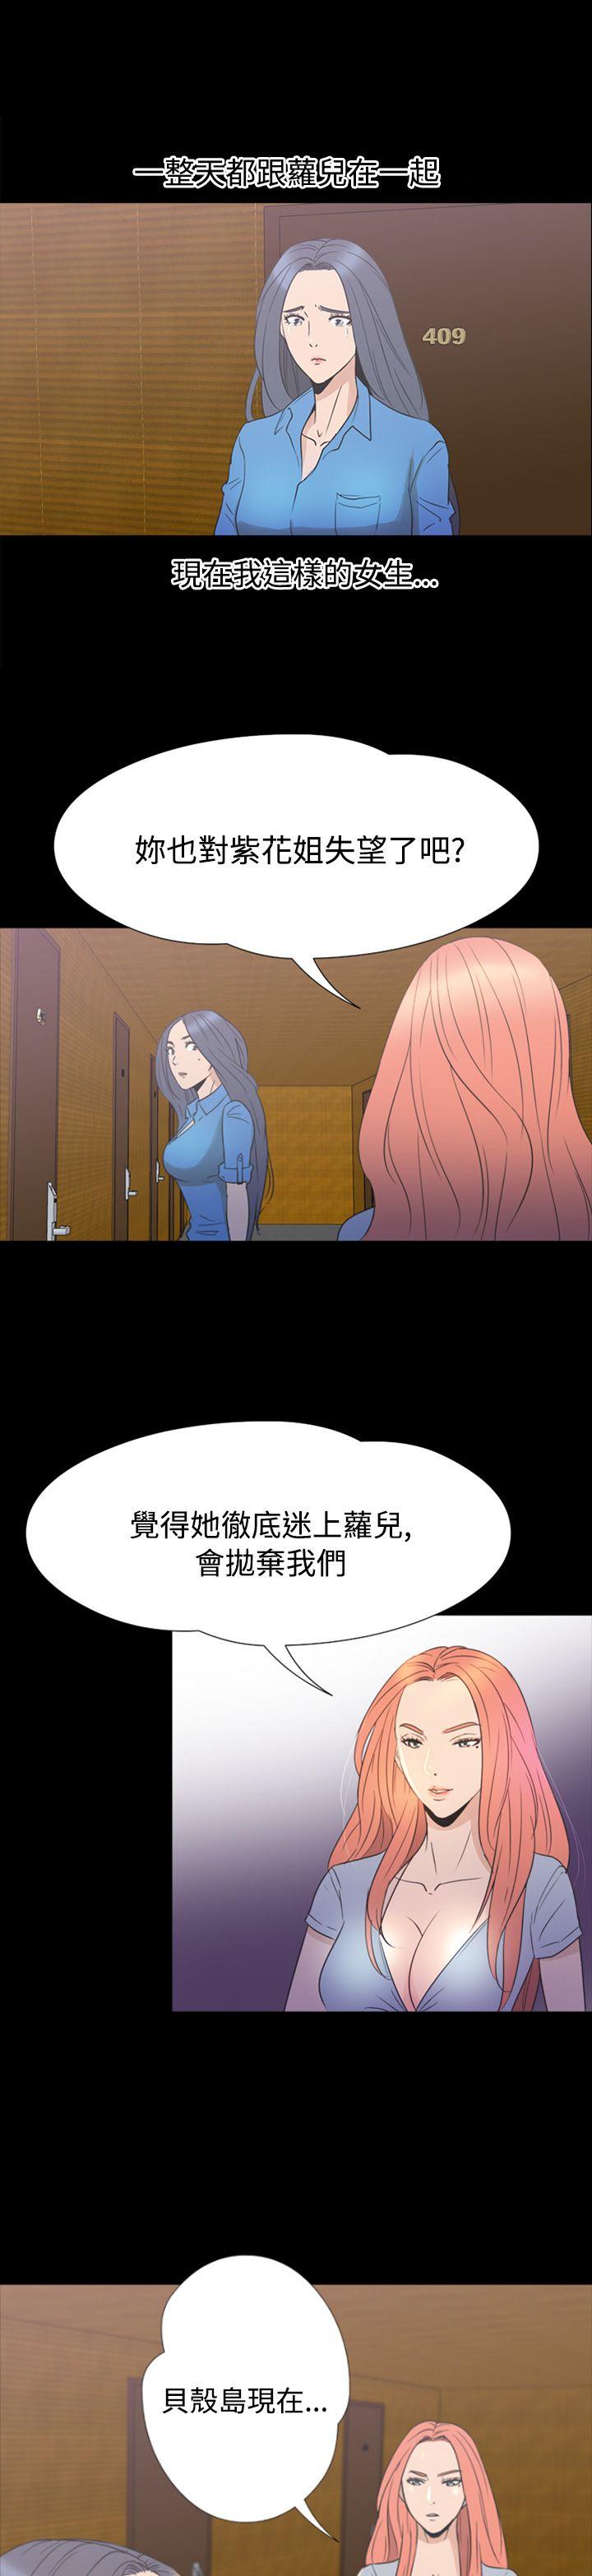 一整天都跟蘿兒在一起
409
現在我這樣的女生...
妳也對紫花姐失望了吧?
覺得她徹底迷上蘿兒,
會拋棄我們
貝殼島現在...